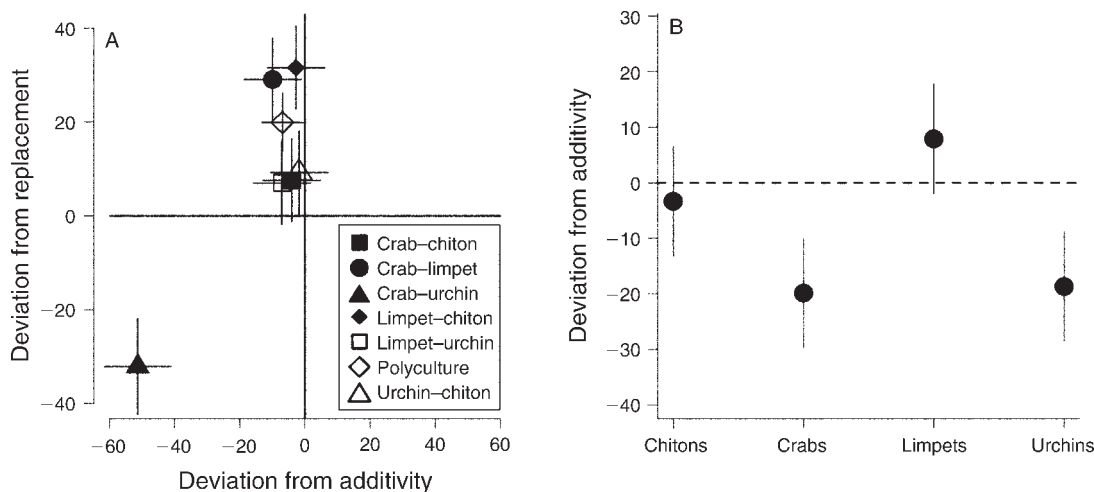 A
Deviation from replacement
40
20
0
−20
−40
−60
−40
−20
0
20
40
60
Deviation from additivity
Crab–chiton
Crab–limpet
Crab–urchin
Limpet–chiton
Limpet–urchin
Polyculture
Urchin–chiton
B
Deviation from additivity
30
20
10
0
−10
−20
−30
−40
Chitons
Crabs
Limpets
Urchins